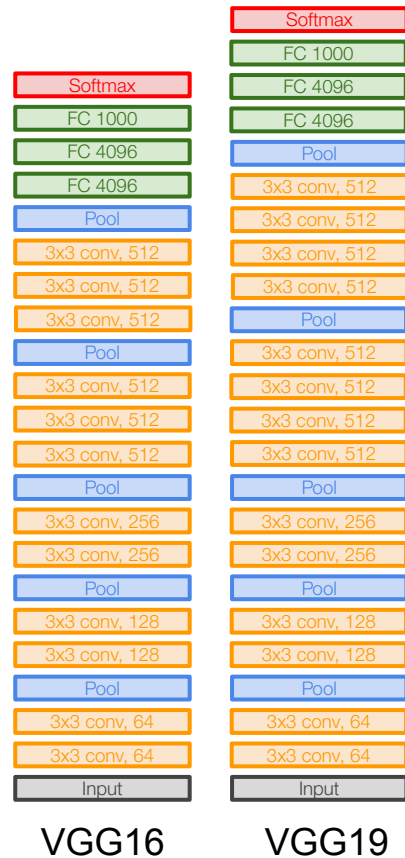 Softmax
FC 1000
FC 4096
FC 4096
Pool
3x3 conv, 512
3x3 conv, 512
3x3 conv, 512
Pool
3x3 conv, 512
3x3 conv, 512
3x3 conv, 512
Pool
3x3 conv, 256
3x3 conv, 256
Pool
3x3 conv, 128
3x3 conv, 128
Pool
3x3 conv, 64
3x3 conv, 64
Input
VGG16
Softmax
FC 1000
FC 4096
FC 4096
Pool
3x3 conv, 512
3x3 conv, 512
3x3 conv, 512
3x3 conv, 512
Pool
3x3 conv, 512
3x3 conv, 512
3x3 conv, 512
3x3 conv, 512
Pool
3x3 conv, 256
3x3 conv, 256
Pool
3x3 conv, 128
3x3 conv, 128
Pool
3x3 conv, 64
3x3 conv, 64
Input
VGG19